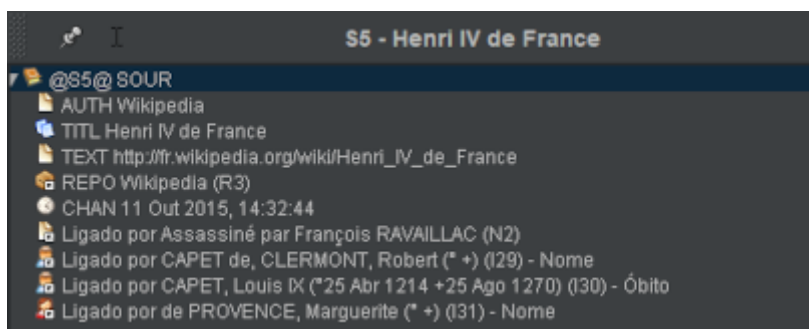 S5 - Henri IV de France
@S5@ SOUR
AUTH Wikipedia
TITL Henri IV de France
TEXT http://fr.wikipedia.org/wiki/Henri_IV_de_France
REPO Wikipedia (R3)
CHAN 11 Out 2015, 14:32:44
Ligado por Assassiné par François RAVAILLAC (N2)
Ligado por CAPET de, CLERMONT, Robert (* +) (I29) - Nome
Ligado por CAPET, Louis IX (*25 Abr 1214 +25 Ago 1270) (I30) - Óbito
Ligado por de PROVENCE, Marguerite (* +) (I31) - Nome